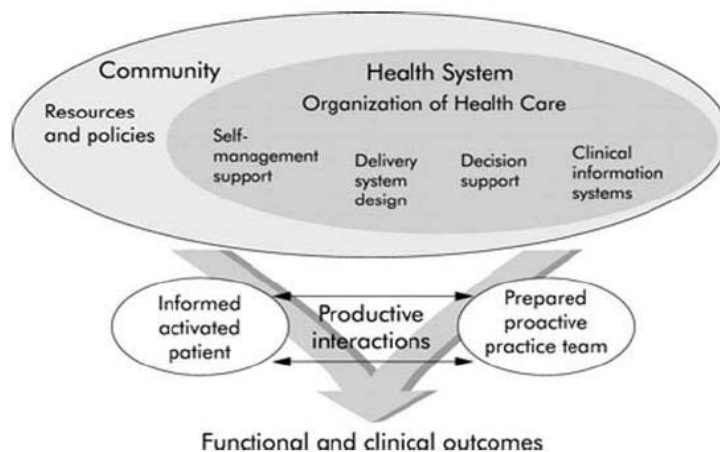 Community
Health System
Organization of Health Care
Resources
and policies
Self-
management
support
Delivery
system
design
Decision
support
Clinical
information
systems
Informed
activated
patient
Productive
interactions
Prepared
proactive
practice team
Functional and clinical outcomes